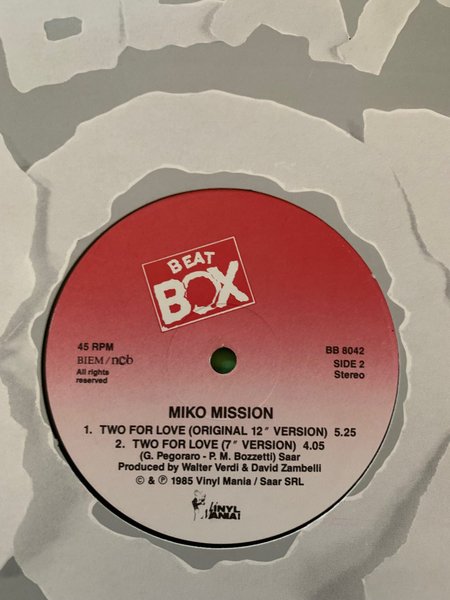 BEAT
BOX
45 RPM
BIEM/ncb
All rights
reserved
BB 8042
SIDE 2
Stereo
MIKO MISSION
1. TWO FOR LOVE (ORIGINAL 12" VERSION) 5.25
2. TWO FOR LOVE (7" VERSION) 4.05
(G. Pegoraro - P. M. Bozzetti) Saar
Produced by Walter Verdi & David Zambelli
© & ℗ 1985 Vinyl Mania / Saar SRL
VINYL
MANIA!